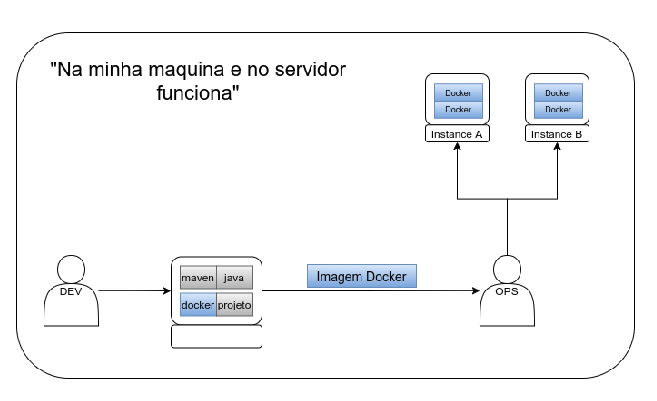 "Na minha maquina e no servidor
funciona"
Docker
Docker
Instance A
Docker
Docker
Instance B
DEV
maven java
docker projeto
Imagem Docker
OPS